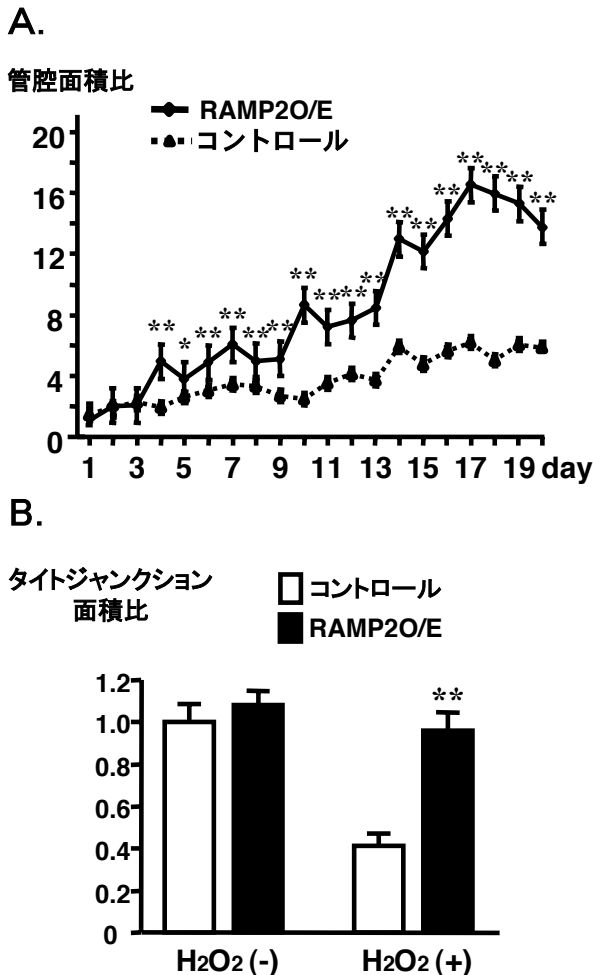 A.
管腔面積比
RAMP2O/E
コントロール
20
16
12
8
4
0
** * ** ** ** ** ** ** ** ** ** ** ** ** ** ** **
1 3 5 7 9 11 13 15 17 19 day
B.
タイトジャンクション
面積比
コントロール
RAMP2O/E
1.2
1.0
0.8
0.6
0.4
0.2
0
**
H2O2 (-) H2O2 (+)